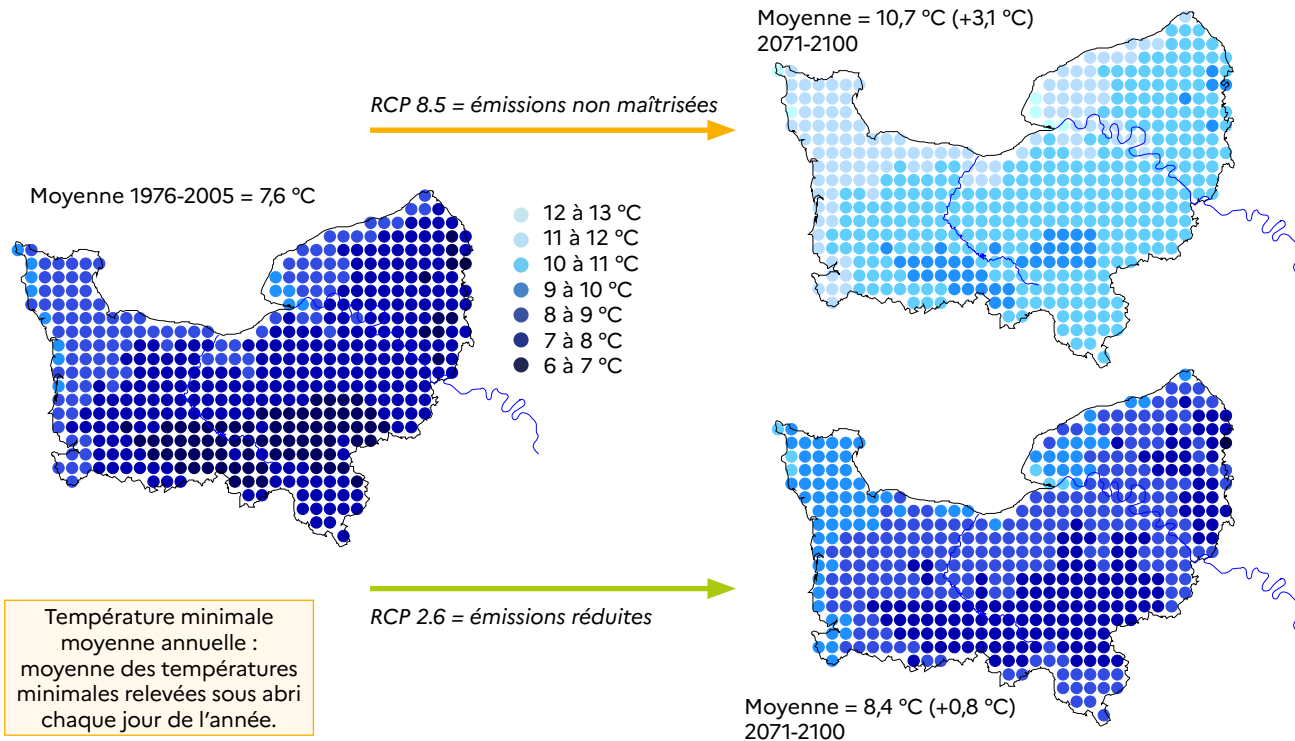 Moyenne = 10,7 °C (+3,1 °C)
2071-2100
RCP 8.5 = émissions non maîtrisées
Moyenne 1976-2005 = 7,6 °C
12 à 13 °C
11 à 12 °C
10 à 11 °C
9 à 10 °C
8 à 9 °C
7 à 8 °C
6 à 7 °C
RCP 2.6 = émissions réduites
Température minimale
moyenne annuelle :
moyenne des températures
minimales relevées sous abri
chaque jour de l’année.
Moyenne = 8,4 °C (+0,8 °C)
2071-2100